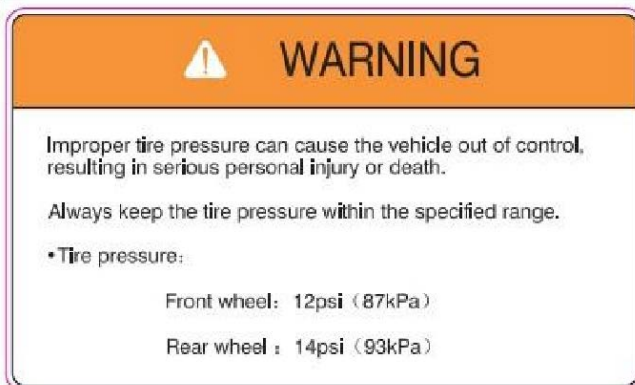 WARNING
Improper tire pressure can cause the vehicle out of control,
resulting in serious personal injury or death.
Always keep the tire pressure within the specified range.
•Tire pressure:
Front wheel: 12psi (87kPa)
Rear wheel : 14psi (93kPa)